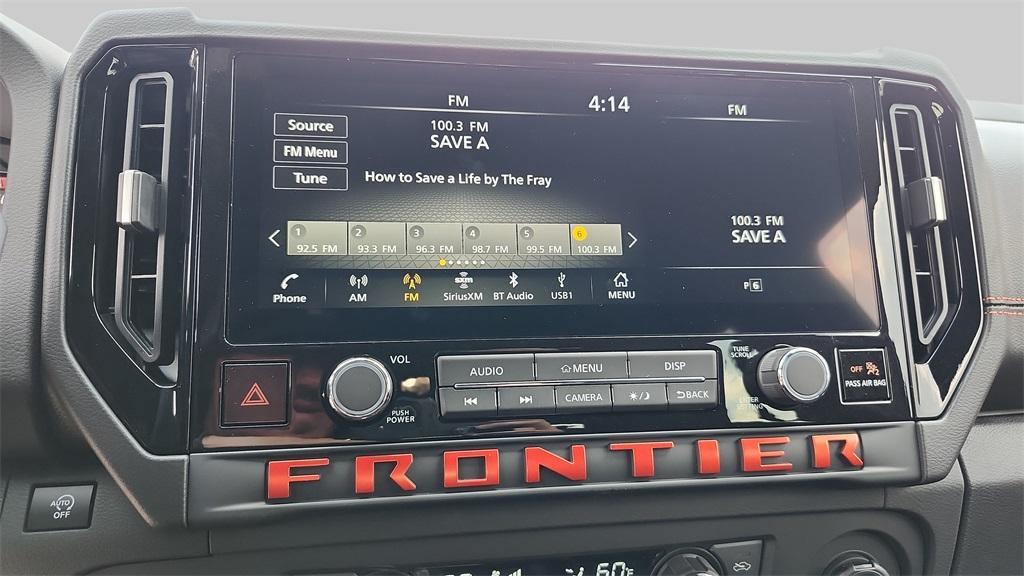 FM 4:14 FM
Source 100.3 FM
SAVE A
FM Menu
Tune How to Save a Life by The Fray
100.3 FM
SAVE A
1 2 3 4 5 6
92.5 FM 93.3 FM 96.3 FM 98.7 FM 99.5 FM 100.3 FM
Phone AM FM SiriusXM BT Audio USB1 MENU
sxm
P 6
VOL
PUSH
POWER
AUDIO MENU DISP
CAMERA BACK
TUNE
SCROLL
ENTER
SETTING
OFF
PASS AIR BAG
FRONTIER
AUTO
OFF
60°F